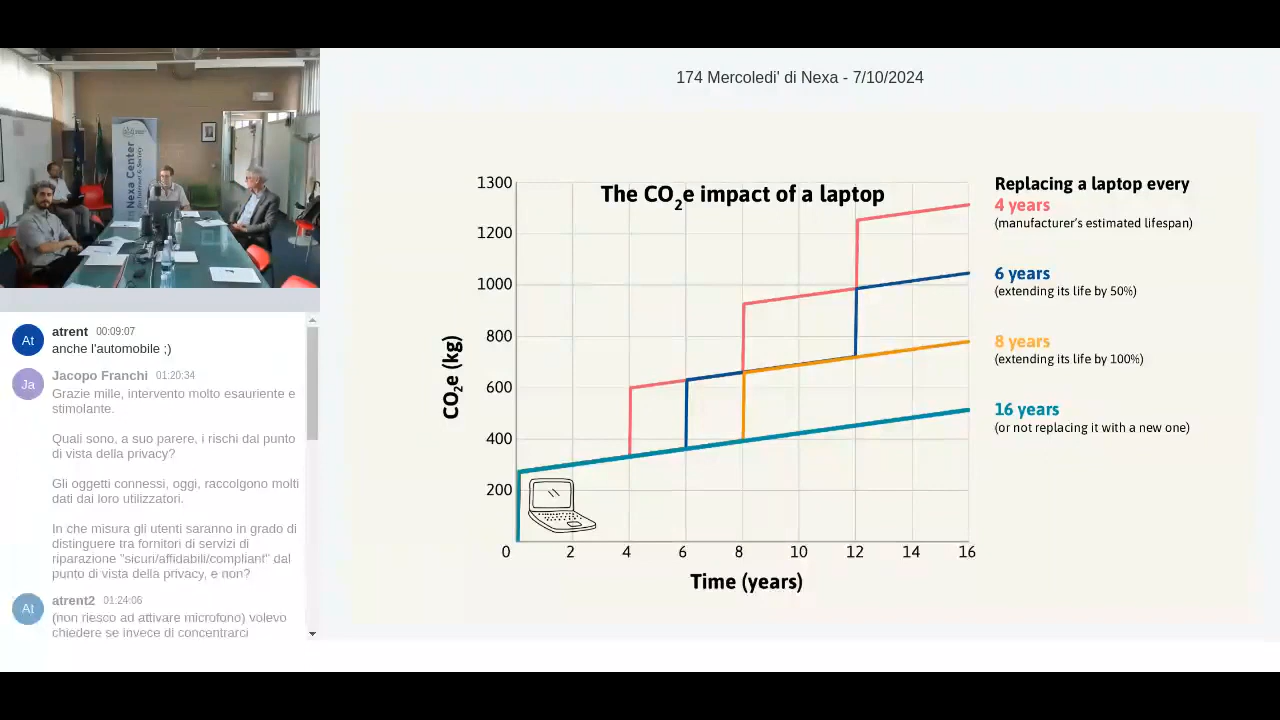 174 Mercoledi' di Nexa - 7/10/2024
Nexa Center
atrent 00:09:07
anche l'automobile ;)
Jacopo Franchi 01:20:34
Grazie mille, intervento molto esauriente e
stimolante.
Quali sono, a suo parere, i rischi dal punto
di vista della privacy?
Gli oggetti connessi, oggi, raccolgono molti
dati dai loro utilizzatori.
In che misura gli utenti saranno in grado di
distinguere tra fornitori di servizi di
riparazione "sicuri/affidabili/compliant" dal
punto di vista della privacy, e non?
atrent2 01:24:06
(non riesco ad attivare microfono) volevo
chiedere se invece di concentrarci
At
Ja
At
The CO2e impact of a laptop
CO2e (kg)
1300
1200
1000
800
600
400
200
0 2 4 6 8 10 12 14 16
Time (years)
Replacing a laptop every
4 years
(manufacturer's estimated lifespan)
6 years
(extending its life by 50%)
8 years
(extending its life by 100%)
16 years
(or not replacing it with a new one)